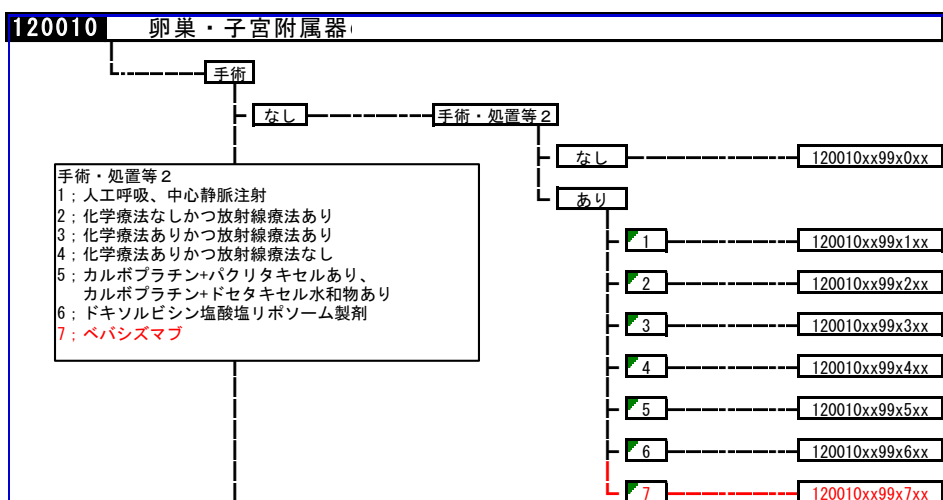 120010 卵巣・子宮附属器
手術
なし 手術・処置等２
なし 120010xx99x0xx
手術・処置等２
1；人工呼吸、中心静脈注射
2；化学療法なしかつ放射線療法あり
3；化学療法ありかつ放射線療法あり
4；化学療法ありかつ放射線療法なし
5；カルボプラチン+パクリタキセルあり、
カルボプラチン+ドセタキセル水和物あり
6；ドキソルビシン塩酸塩リポソーム製剤
7；ベバシズマブ
あり
1 120010xx99x1xx
2 120010xx99x2xx
3 120010xx99x3xx
4 120010xx99x4xx
5 120010xx99x5xx
6 120010xx99x6xx
7 120010xx99x7xx